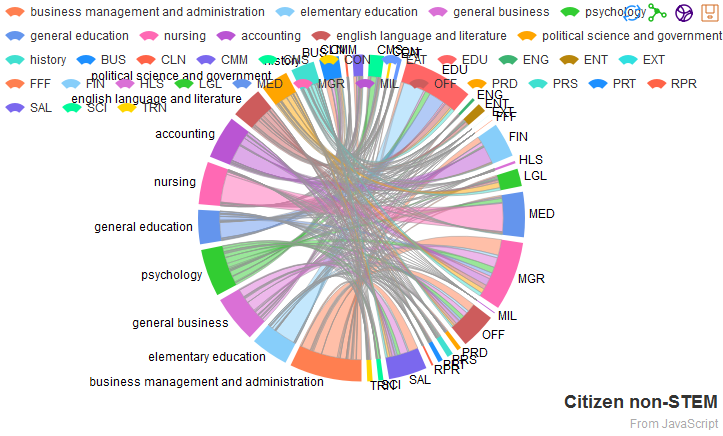 business management and administration elementary education general business psychology
general education nursing accounting english language and literature political science and government
history BUS CLN CMM CMS CON EAT EDU ENG ENT EXT
FFF FIN HLS LGL MED MGR MIL OFF PRD PRS PRT RPR
SAL SCI TRN
history
BUS
CLN
CMM
CMS
CON
EAT
EDU
ENG
ENT
EXT
FFF
FIN
HLS
LGL
MED
MGR
MIL
OFF
PRD
PRS
PRT
RPR
SAL
SCI
TRN
business management and administration
elementary education
general business
psychology
general education
nursing
accounting
english language and literature
political science and government
Citizen non-STEM
From JavaScript